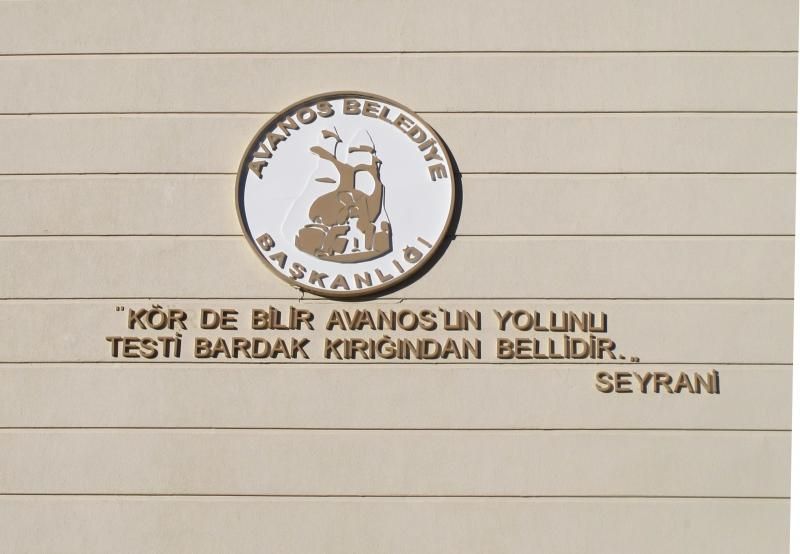 AVANOS BELEDİYE
BAŞKANLIĞI
"KÖR DE BİLİR AVANOS'UN YOLUNU
TESTİ BARDAK KIRIĞINDAN BELLİDİR.."
SEYRANİ